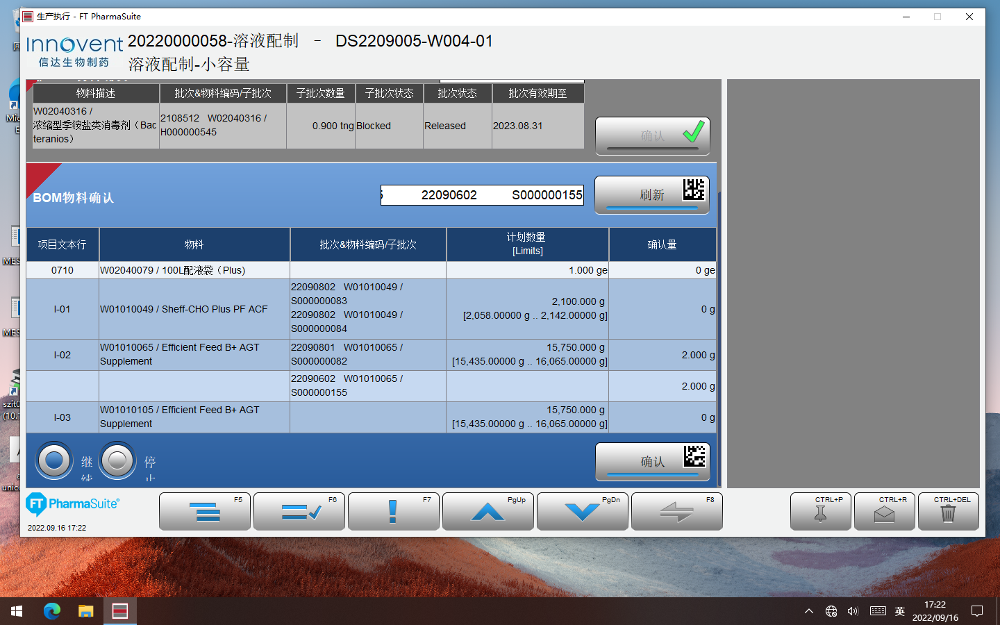 生产执行 - FT PharmaSuite
Innovent
信达生物制药
20220000058-溶液配制 - DS2209005-W004-01
溶液配制-小容量
物料描述 批次&物料编码/子批次 子批次数量 子批次状态 批次状态 批次有效期至
W02040316 /
浓缩型季铵盐类消毒剂（Bac
teranios）
2108512 W02040316 /
H000000545
0.900 tng
Blocked
Released
2023.08.31
确认
BOM物料确认
22090602 S000000155
刷新
项目文本行 物料 批次&物料编码/子批次 计划数量 确认量
[Limits]
0710 W02040079 / 100L配液袋（Plus) 1.000 ge 0 ge
I-01 W01010049 / Sheff-CHO Plus PF ACF
22090802 W01010049 /
S000000083
22090802 W01010049 /
S000000084
2,100.000 g
[2,058.00000 g .. 2,142.00000 g]
0 g
I-02
W01010065 / Efficient Feed B+ AGT
Supplement
22090801 W01010065 /
S000000082
15,750.000 g
[15,435.00000 g .. 16,065.00000 g]
2.000 g
22090602 W01010065 /
S000000155
2.000 g
I-03
W01010105 / Efficient Feed B+ AGT
Supplement
15,750.000 g
[15,435.00000 g .. 16,065.00000 g]
0 g
继续
停止
确认
FT PharmaSuite
2022.09.16 17:22
F5
F6
F7
PgUp
PgDn
F8
CTRL+P
CTRL+R
CTRL+DEL
MES
MES
szit0
(10.
unico
英
17:22
2022/09/16